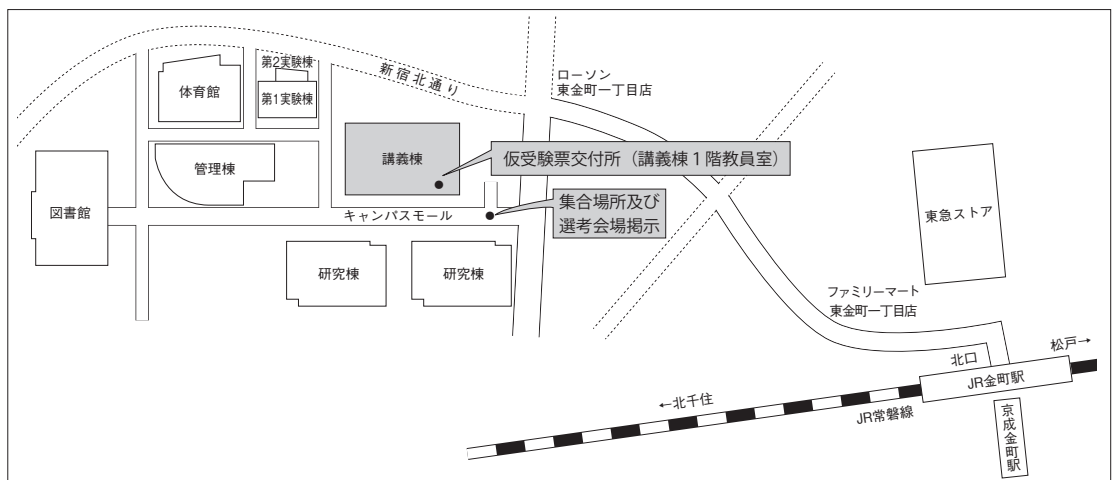 第2実験棟
体育館
第1実験棟
新宿北通り
ローソン
東金町一丁目店
講義棟
仮受験票交付所（講義棟1階教員室）
管理棟
図書館
キャンパスモール
集合場所及び
選考会場掲示
東急ストア
研究棟
研究棟
ファミリーマート
東金町一丁目店
北口
松戸→
JR金町駅
←北千住
JR常磐線
京成金町駅